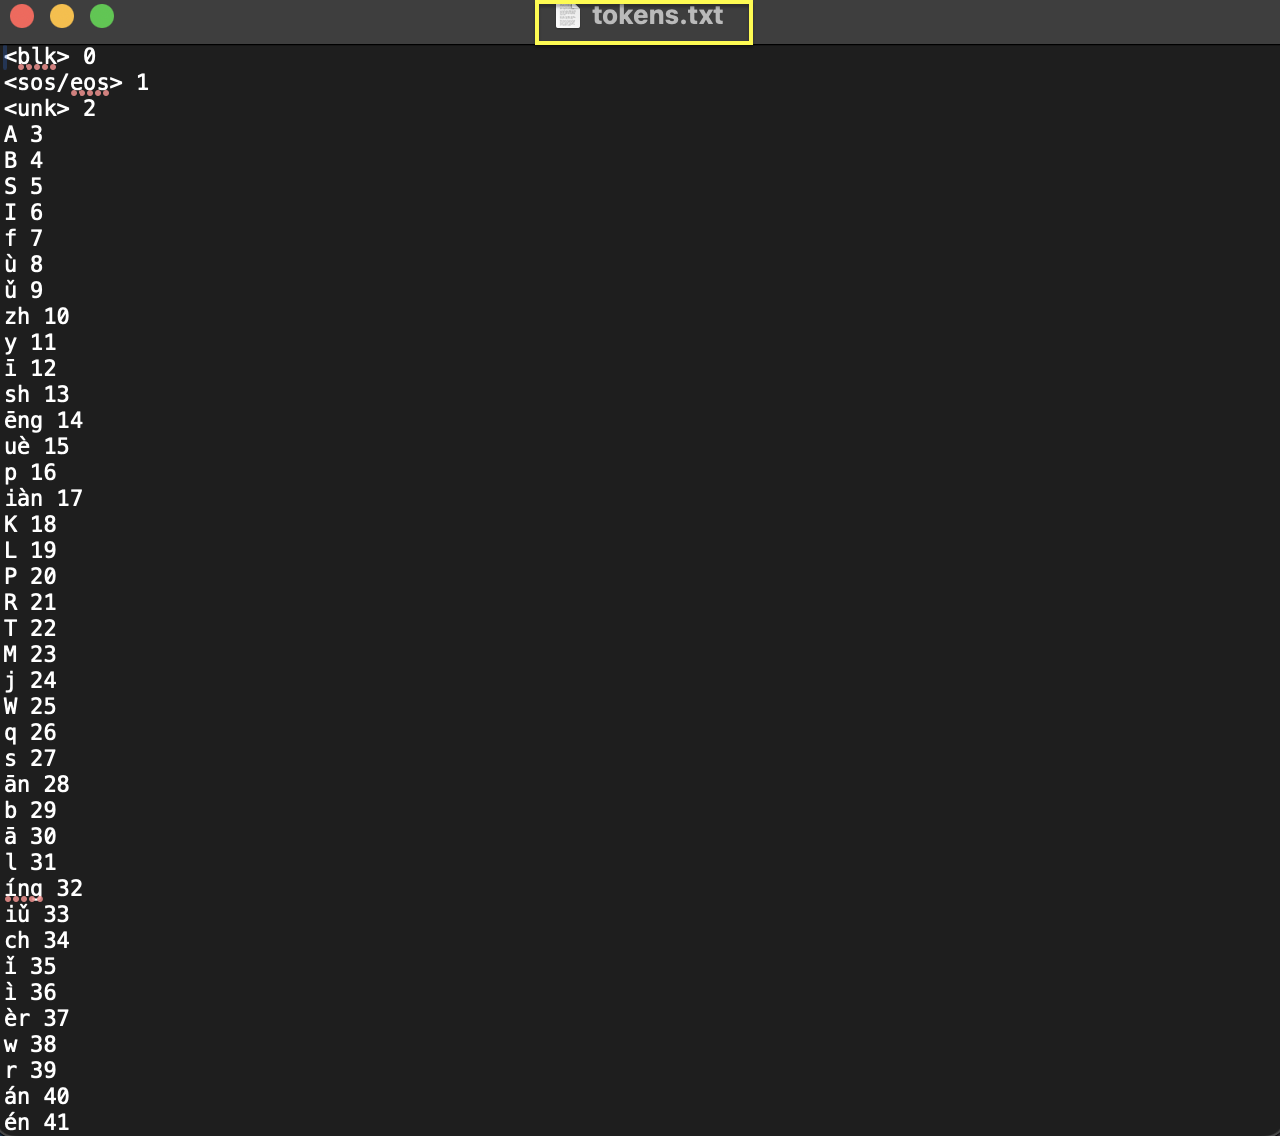 tokens.txt
<blk> 0
<sos/eos> 1
<unk> 2
A 3
B 4
S 5
I 6
f 7
ù 8
ǔ 9
zh 10
y 11
ī 12
sh 13
ēng 14
uè 15
p 16
iàn 17
K 18
L 19
P 20
R 21
T 22
M 23
j 24
W 25
q 26
s 27
ān 28
b 29
ā 30
l 31
íng 32
iǔ 33
ch 34
ǐ 35
ì 36
èr 37
w 38
r 39
án 40
én 41